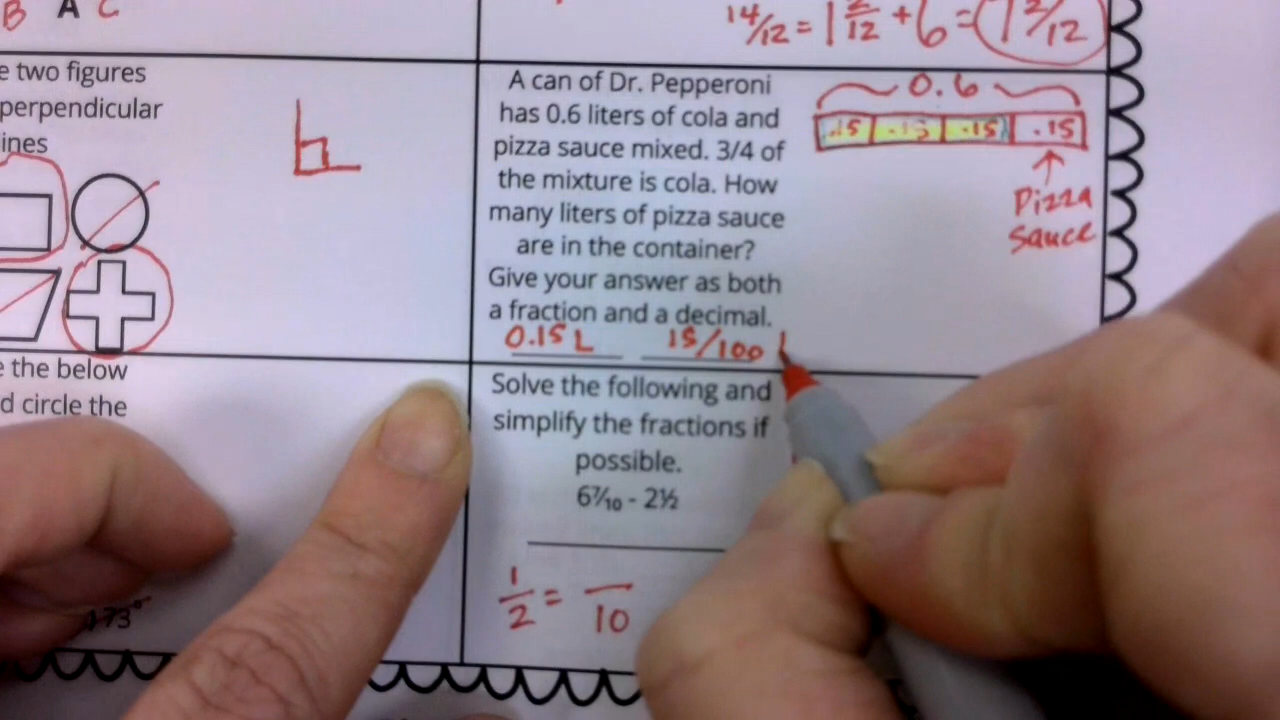 B A C
14/12 = 1 2/12 + 6 = 7 2/12
e two figures
perpendicular
ines
A can of Dr. Pepperoni
has 0.6 liters of cola and
pizza sauce mixed. 3/4 of
the mixture is cola. How
many liters of pizza sauce
are in the container?
Give your answer as both
a fraction and a decimal.
0.15 L 15/100
0.6
.15 .15 .15 .15
Pizza
Sauce
e the below
d circle the
73°
Solve the following and
simplify the fractions if
possible.
6⁷⁄₁₀ - 2½
1/2 = /10